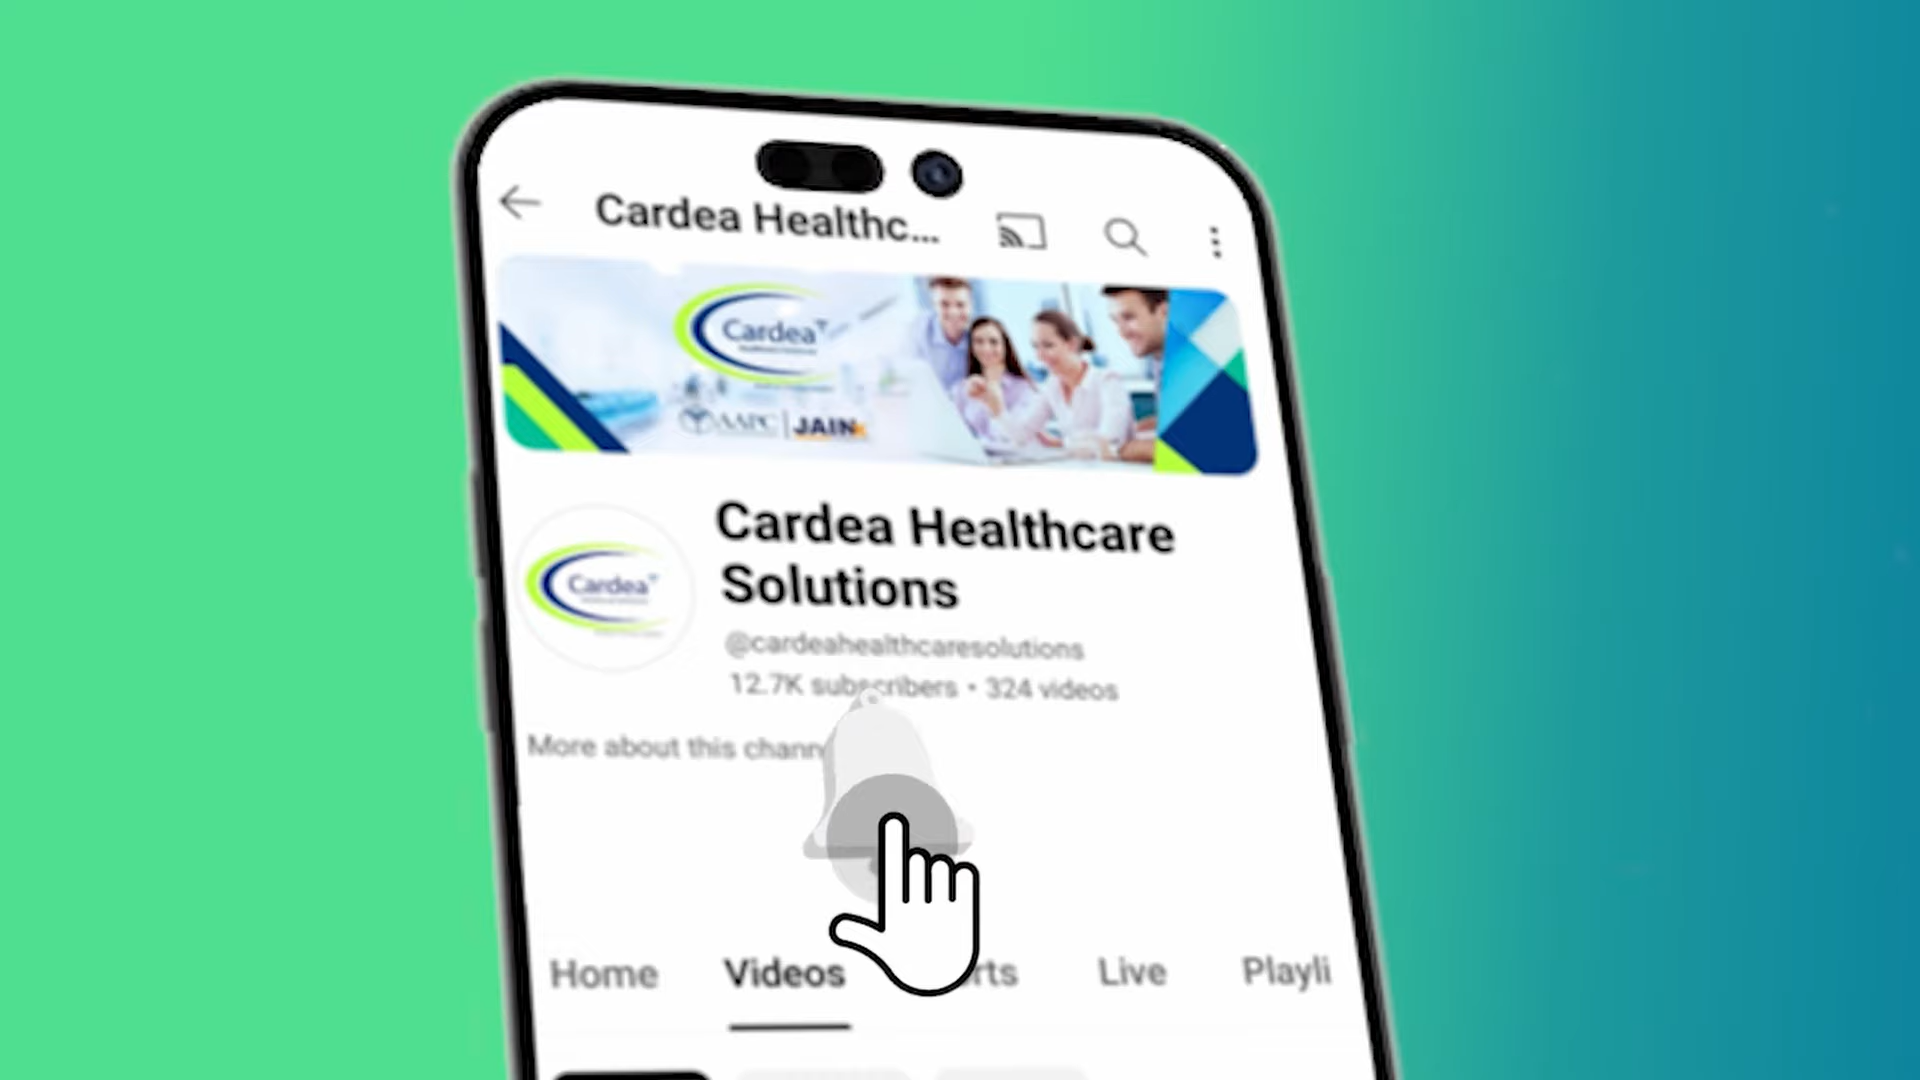 Cardea Healthc...
Cardea
AAPC | JAIN
Cardea Healthcare
Solutions
Cardea
@cardeahealthcaresolutions
12.7K subscribers • 324 videos
More about this chann
Home Videos rts Live Playli